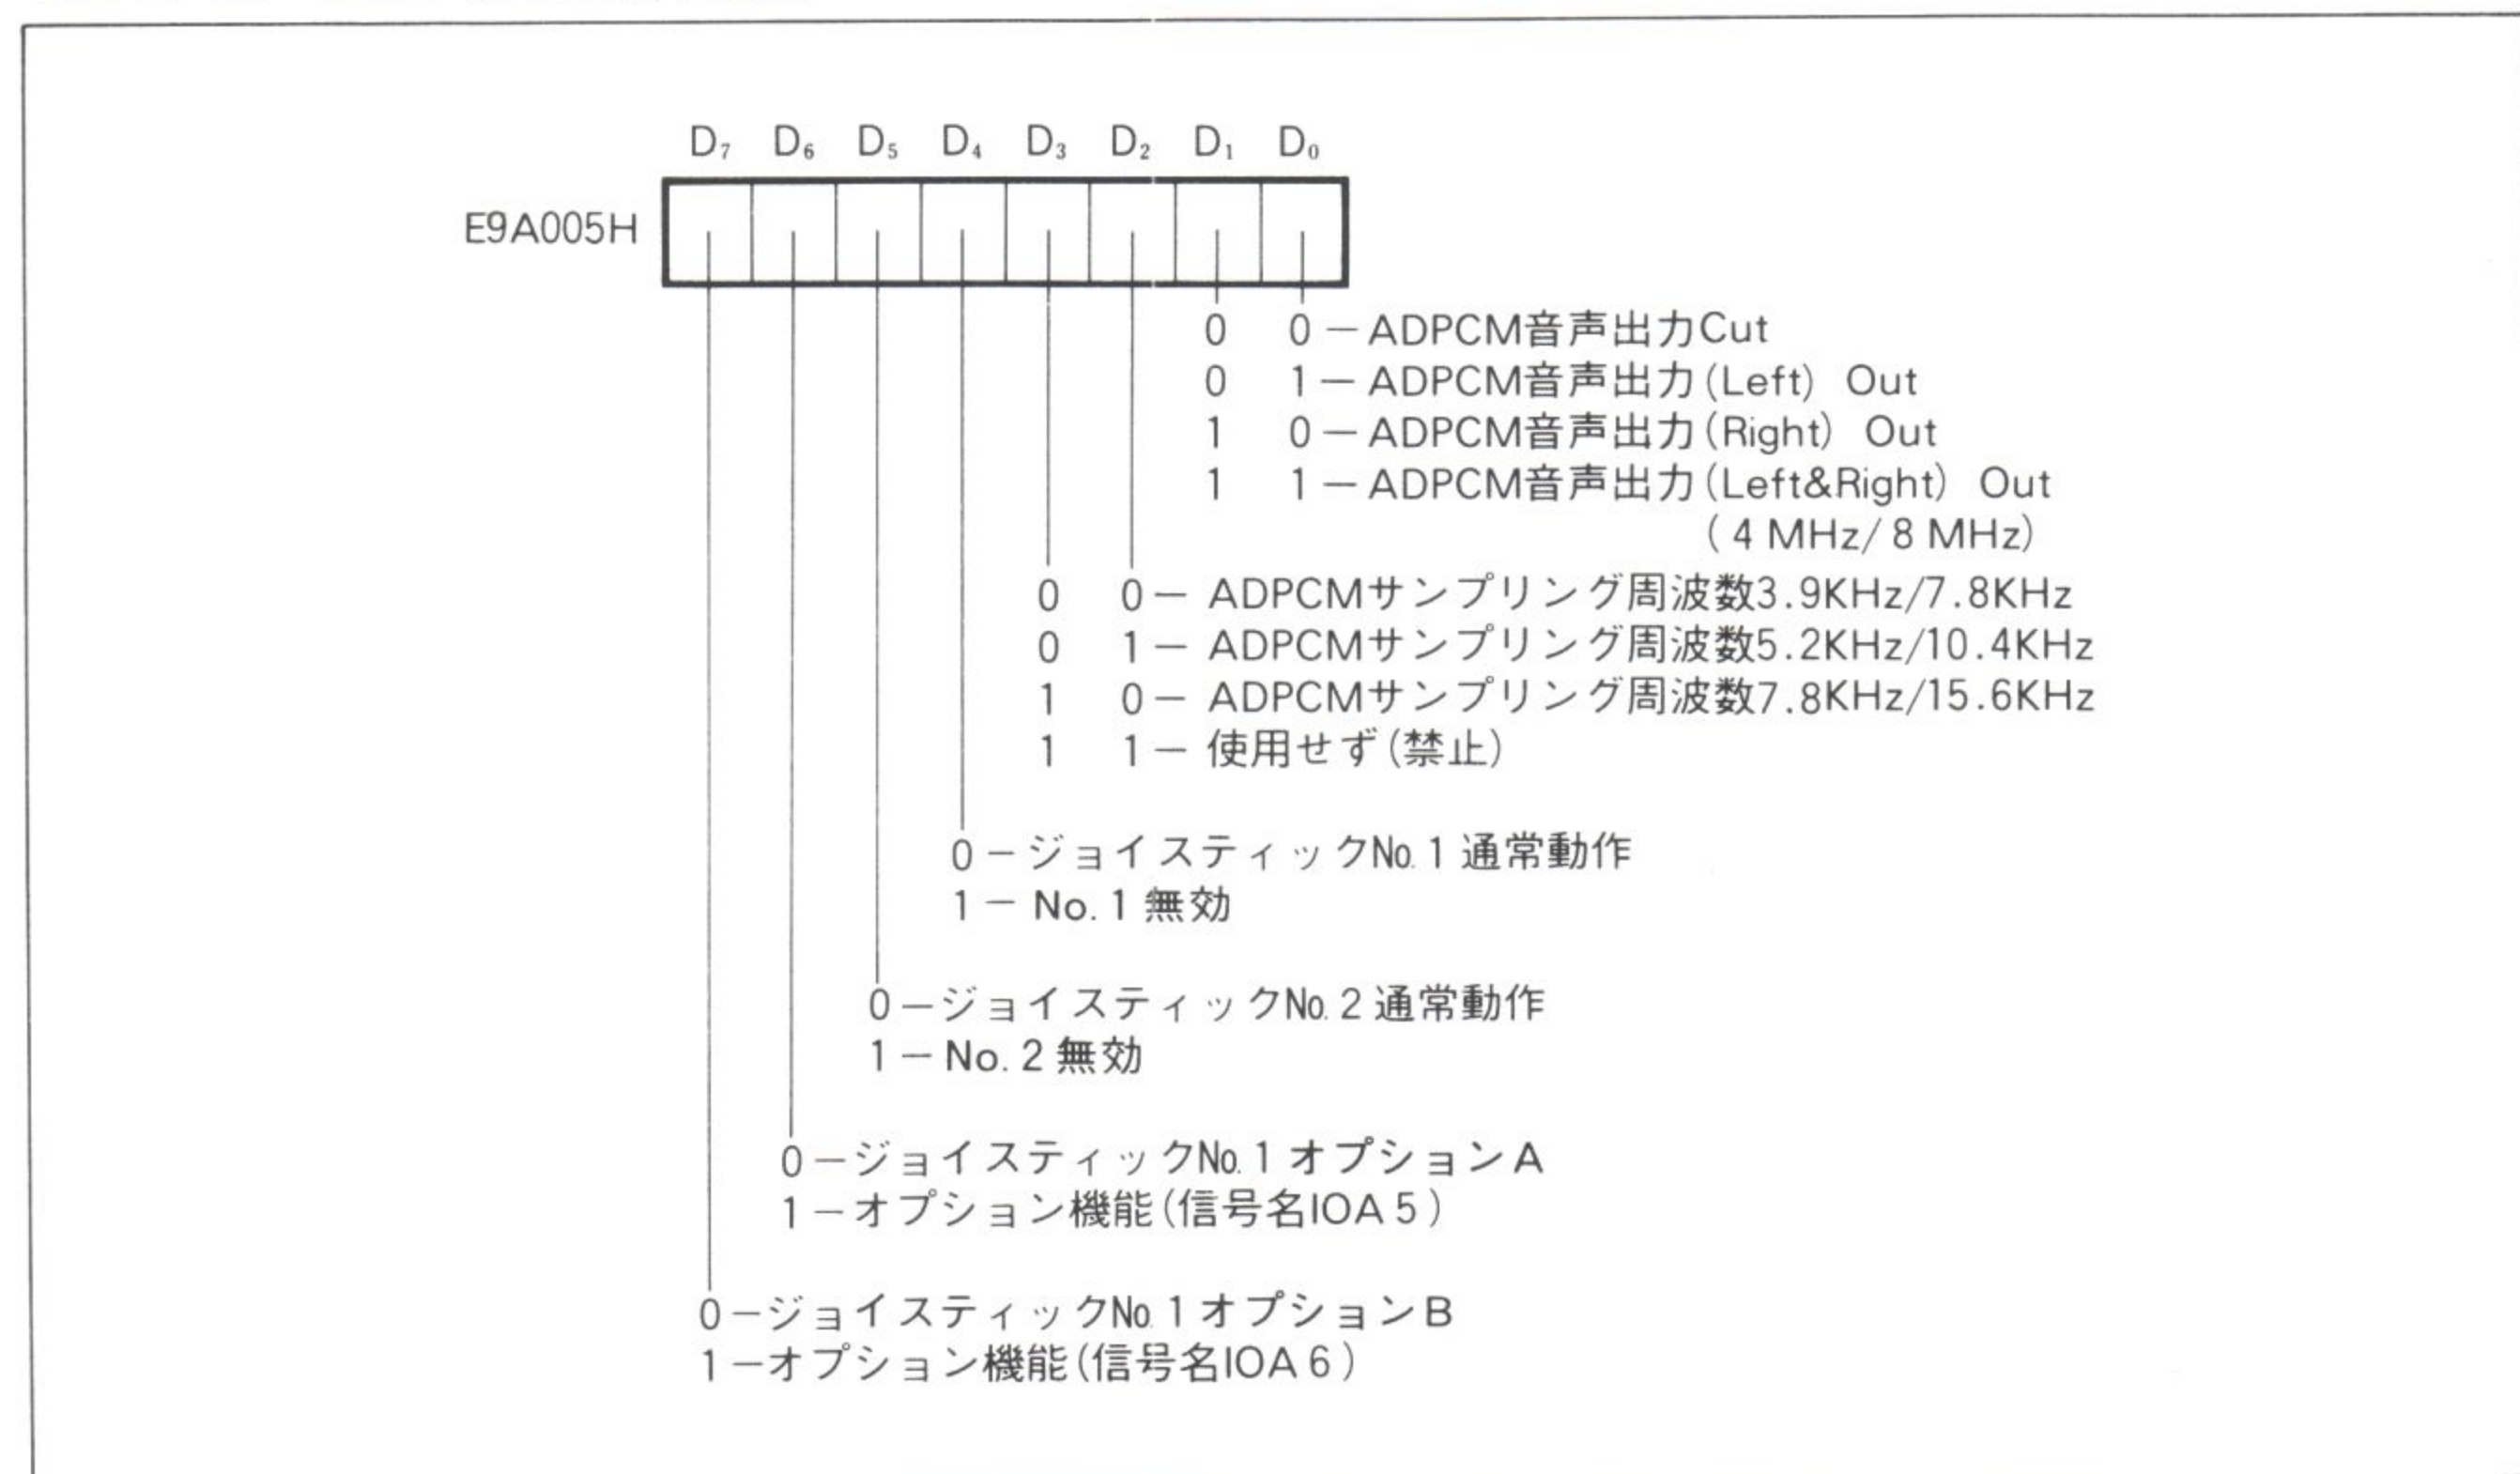 D₇ D₆ D₅ D₄ D₃ D₂ D₁ D₀
E9A005H
0 0－ADPCM音声出力Cut
0 1－ADPCM音声出力(Left) Out
1 0－ADPCM音声出力(Right) Out
1 1－ADPCM音声出力(Left&Right) Out
(4 MHz/8 MHz)
0 0－ADPCMサンプリング周波数3.9KHz/7.8KHz
0 1－ADPCMサンプリング周波数5.2KHz/10.4KHz
1 0－ADPCMサンプリング周波数7.8KHz/15.6KHz
1 1－使用せず(禁止)
0－ジョイスティック№1通常動作
1－No.1無効
0－ジョイスティック№2通常動作
1－No.2無効
0－ジョイスティック№1オプションA
1－オプション機能(信号名IOA5)
0－ジョイスティック№1オプションB
1－オプション機能(信号名IOA6)